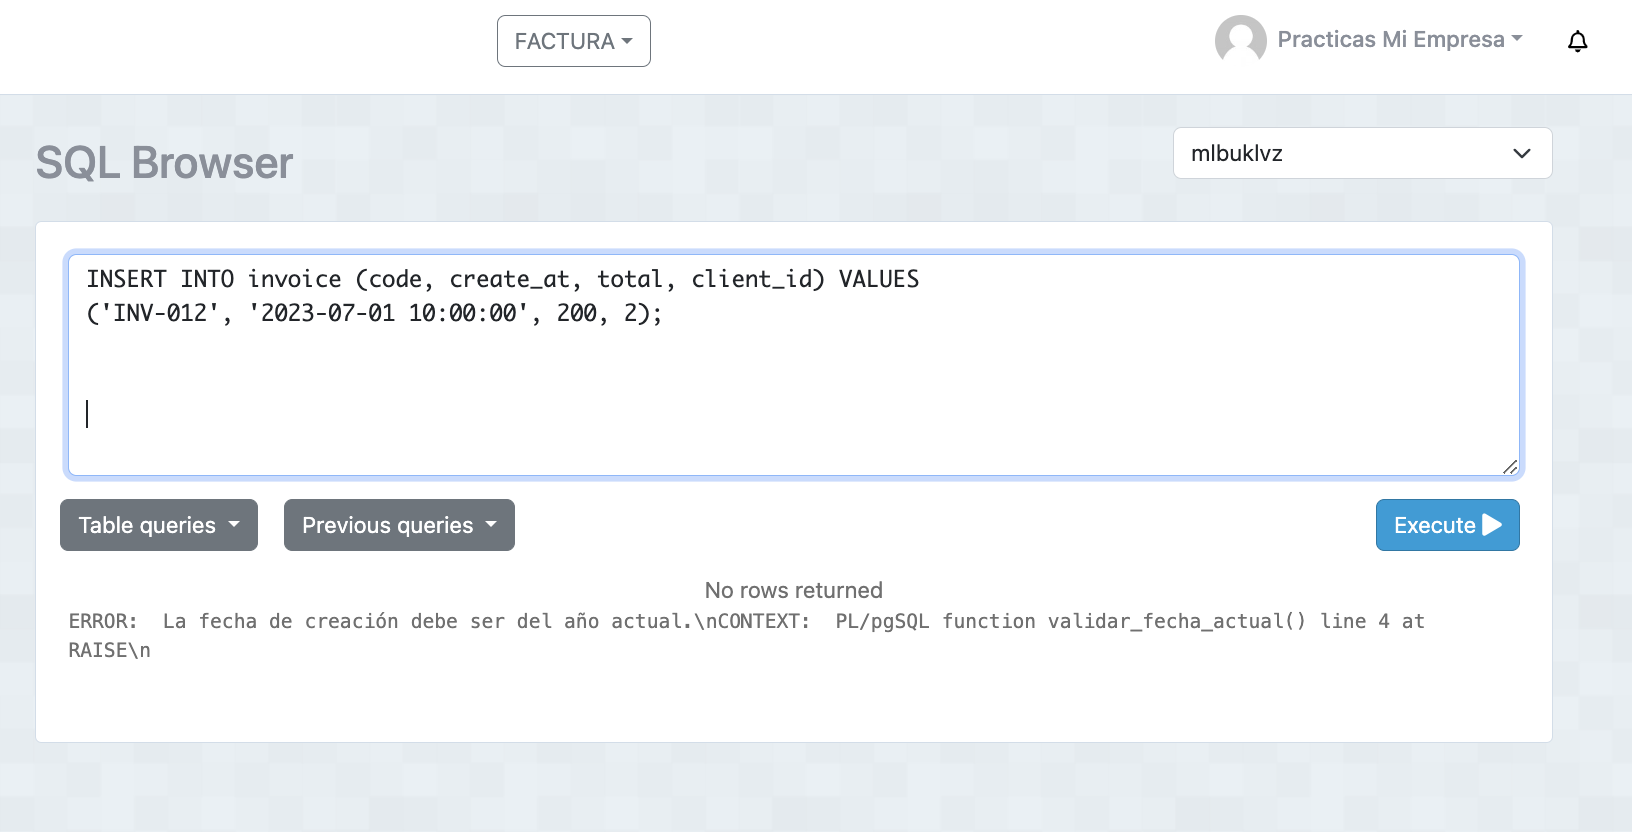 FACTURA
Practicas Mi Empresa
SQL Browser
mlbuklvz
INSERT INTO invoice (code, create_at, total, client_id) VALUES
('INV-012', '2023-07-01 10:00:00', 200, 2);
Table queries
Previous queries
Execute
No rows returned
ERROR:  La fecha de creación debe ser del año actual.\nCONTEXT:  PL/pgSQL function validar_fecha_actual() line 4 at
RAISE\n